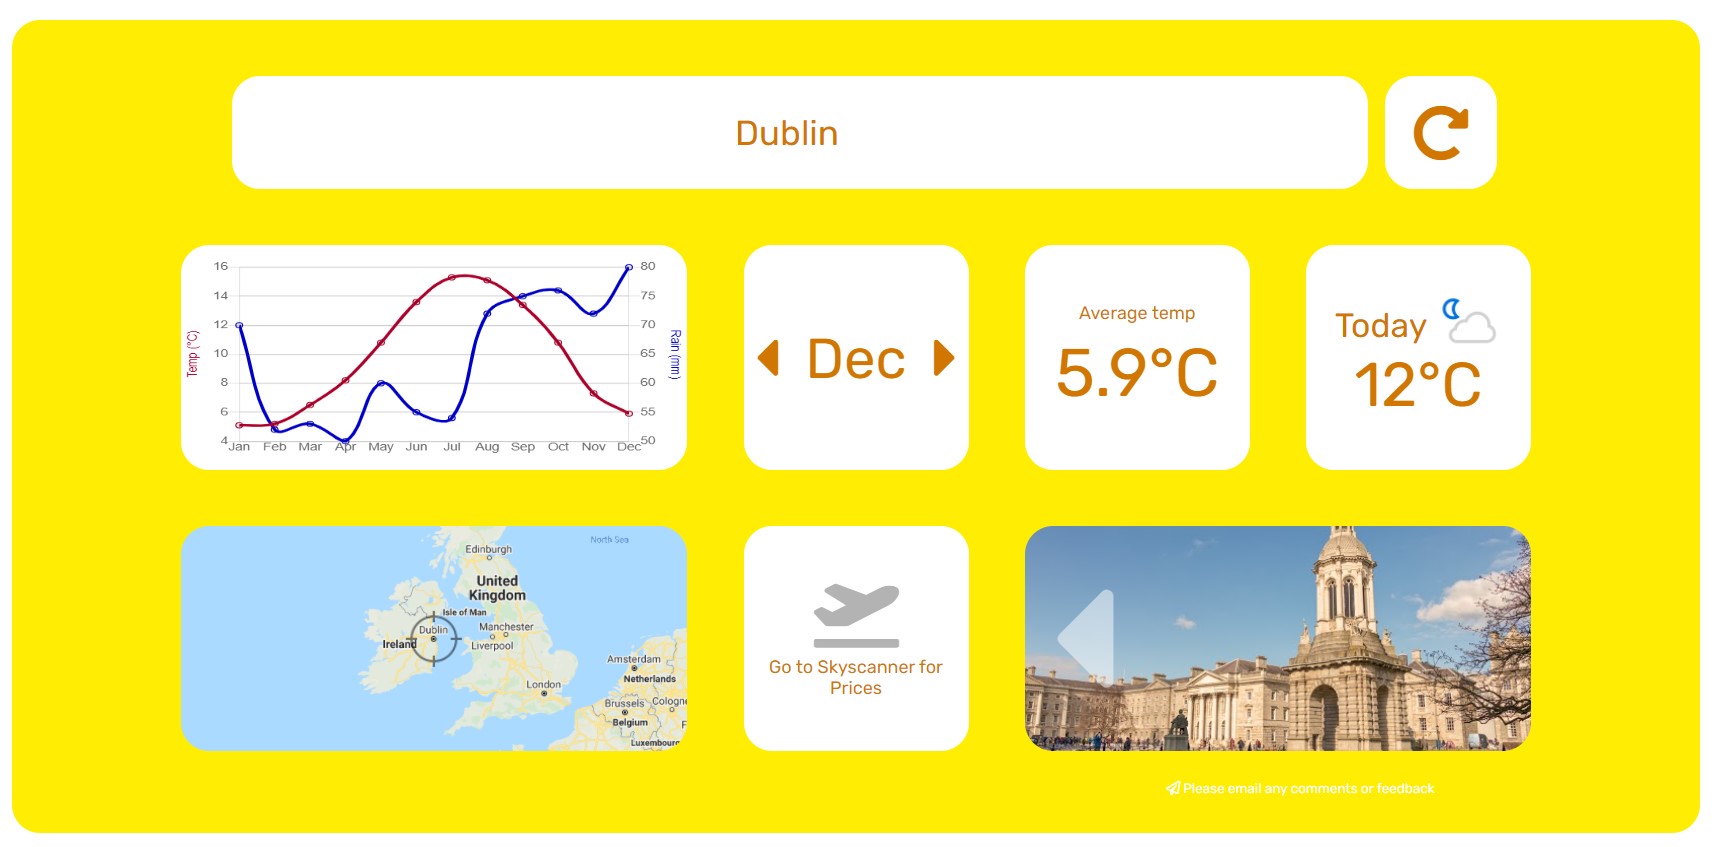 Dublin
16
14
12
10
8
6
4
Temp (°C)
80
75
70
65
60
55
50
Rain (mm)
Jan Feb Mar Apr May Jun Jul Aug Sep Oct Nov Dec
Dec
Average temp
5.9°C
Today
12°C
North Sea
Edinburgh
United
Kingdom
Isle of Man
Dublin
Ireland
Manchester
Liverpool
Amsterdam
Netherlands
London
Brussels
Cologne
Belgium
F
Luxembourg
Go to Skyscanner for
Prices
Please email any comments or feedback